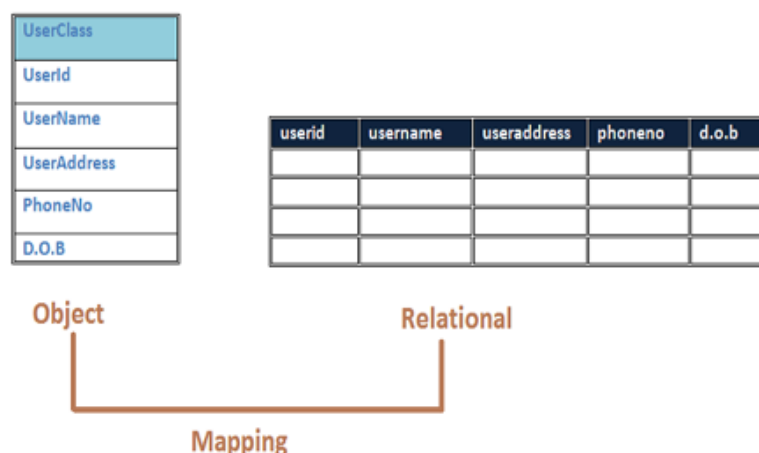 UserClass
UserId
UserName
UserAddress
PhoneNo
D.O.B
userid username useraddress phoneno d.o.b
Object
Relational
Mapping